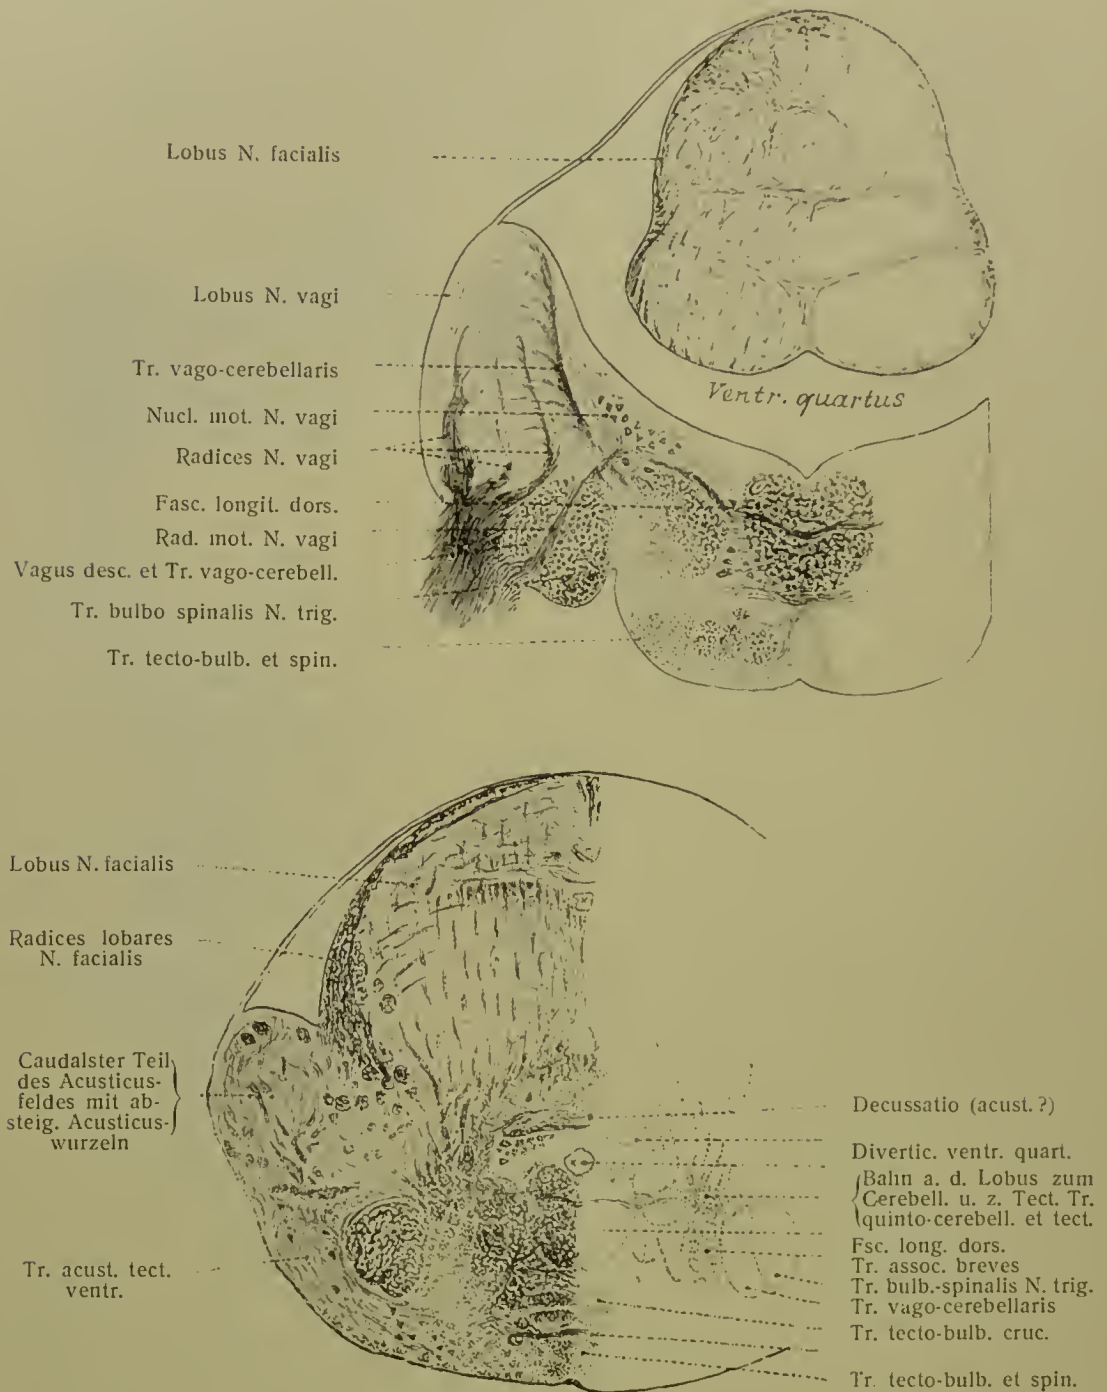 Lobus N. facialis
Lobus N. vagi
Tr. vago-cerebellaris
Nucl. mot. N. vagi
Radices N. vagi
Fasc. longit. dors.
Rad. mot. N. vagi
Vagus desc. et Tr. vago-cerebell.
Tr. bulbo spinalis N. trig.
Tr. tecto-bulb. et spin.
Ventr. quartus
Lobus N. facialis
Radices lobares
N. facialis
Caudalster Teil
des Acusticus-
feldes mit ab-
steig. Acusticus-
wurzeln
Tr. acust. tect.
ventr.
Decussatio (acust. ?)
Divertic. ventr. quart.
Bahn a. d. Lobus zum
Cerebell. u. z. Tect. Tr.
quinto-cerebell. et tect.
Fsc. long. dors.
Tr. assoc. breves
Tr. bulb.-spinalis N. trig.
Tr. vago-cerebellaris
Tr. tecto-bulb. cruc.
Tr. tecto-bulb. et spin.